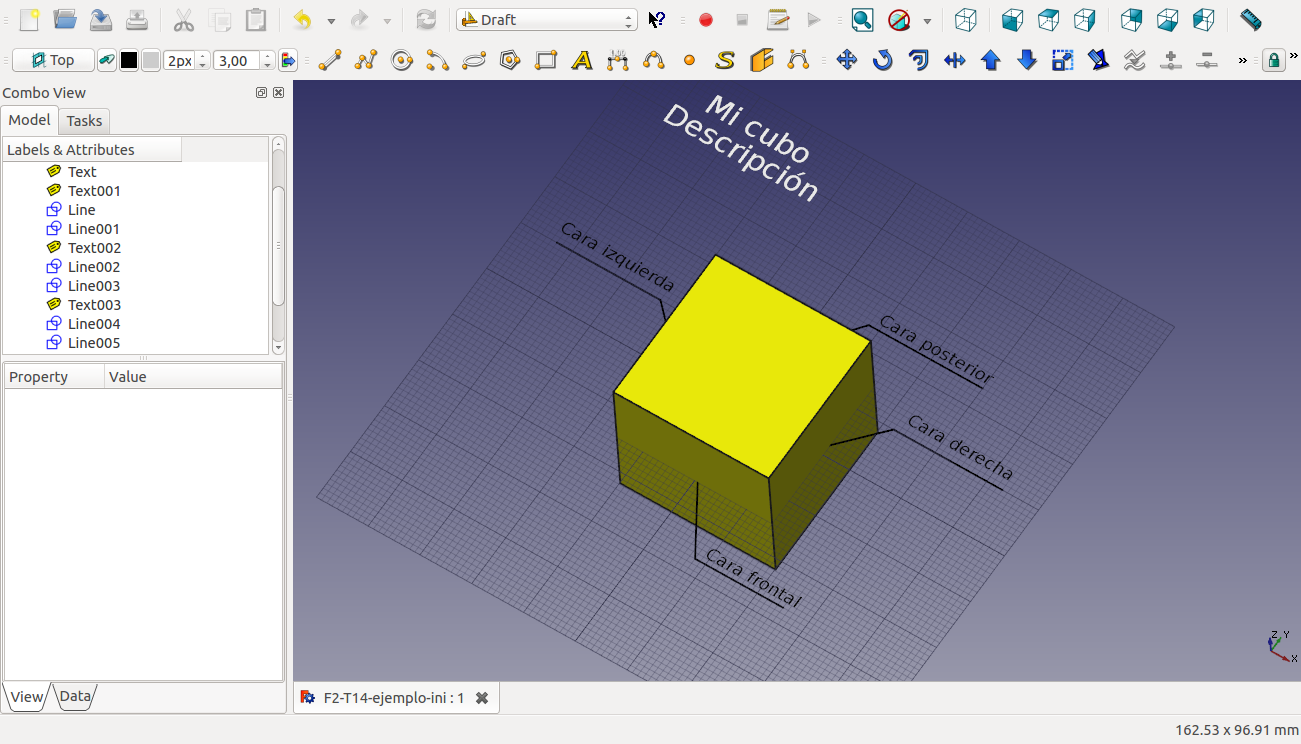 Draft
Top
2px
3,00
Combo View
Model
Tasks
Labels & Attributes
Text
Text001
Line
Line001
Text002
Line002
Line003
Text003
Line004
Line005
Property
Value
View
Data
Mi cubo
Descripción
Cara izquierda
Cara posterior
Cara derecha
Cara frontal
Z Y
X
F2-T14-ejemplo-ini : 1
162.53 x 96.91 mm